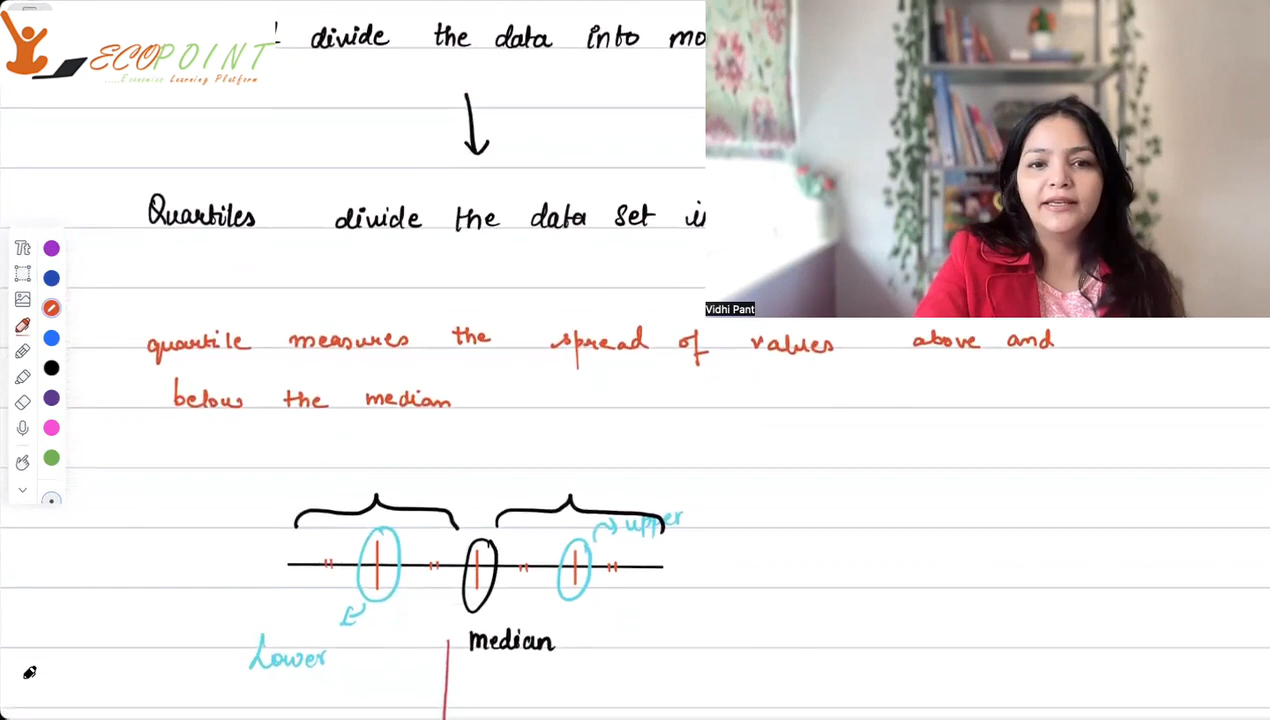 divide the data into mo
ECOPOINT
.....Economics Learning Platform
Quartiles divide the data set in
Vidhi Pant
quartile measures the spread of values above and
below the median
upper
median
Lower
Tt